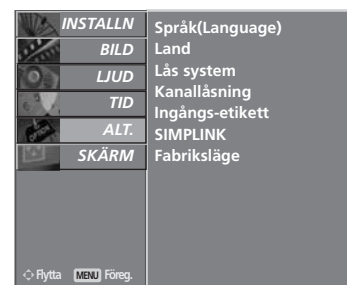 INSTALLN
BILD
LJUD
TID
ALT.
SKÄRM
Språk(Language)
Land
Lås system
Kanallåsning
Ingångs-etikett
SIMPLINK
Fabriksläge
Flytta MENU Föreg.